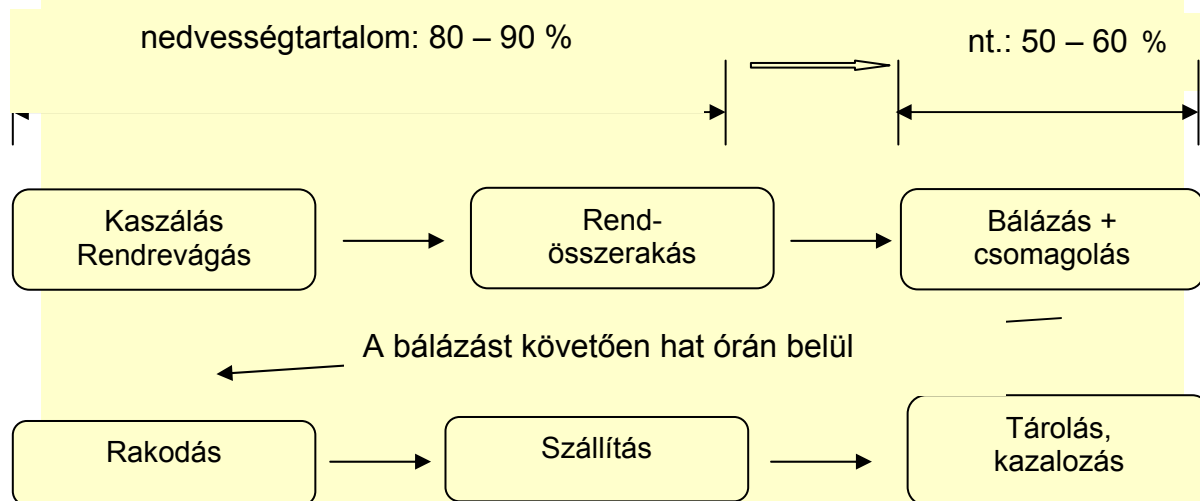 nedvességtartalom: 80 – 90 %
nt.: 50 – 60 %
Kaszálás
Rendrevágás
Rend-
összerakás
Bálázás +
csomagolás
A bálázást követően hat órán belül
Rakodás
Szállítás
Tárolás,
kazalozás